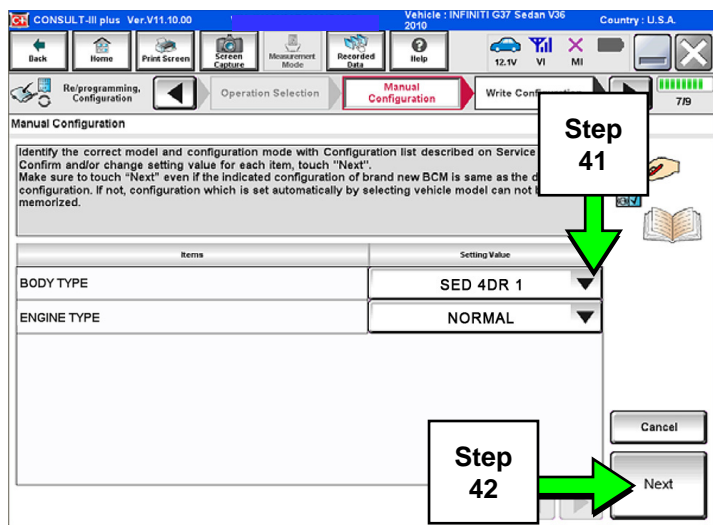 CONSULT-III plus Ver.V11.10.00
Vehicle : INFINITI G37 Sedan V36
2010
Country : U.S.A.
Back
Home
Print Screen
Screen
Capture
Measurement
Mode
Recorded
Data
Help
12.1V
VI
MI
Re/programming,
Configuration
Operation Selection
Manual
Configuration
Write
7/9
Manual Configuration
Step
41
Identify the correct model and configuration mode with Configuration list described on Service
Confirm and/or change setting value for each item, touch "Next".
Make sure to touch “Next” even if the indicated configuration of brand new BCM is same as the
configuration. If not, configuration which is set automatically by selecting vehicle model can not
memorized.
Items
Setting Value
BODY TYPE
SED 4DR 1
ENGINE TYPE
NORMAL
Cancel
Step
42
Next